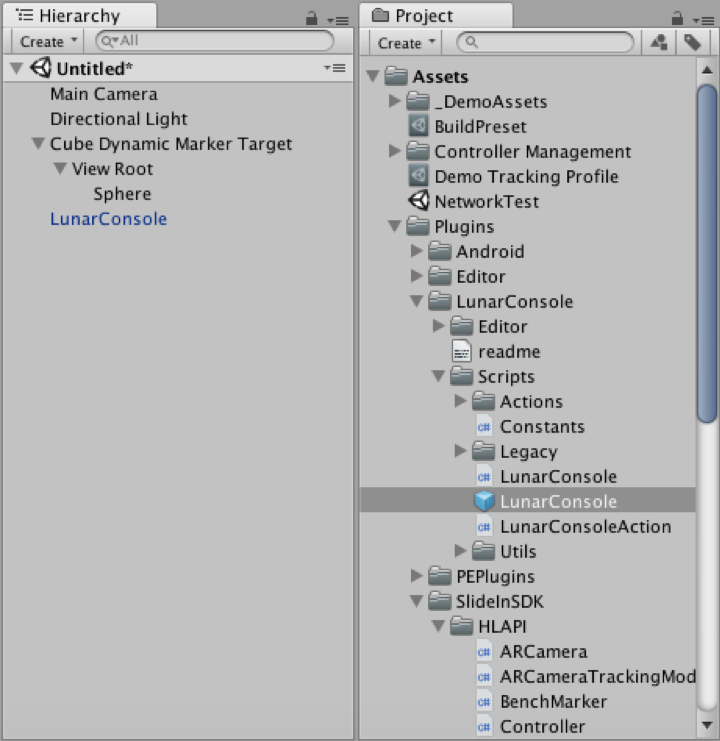 Hierarchy
Create
All
Untitled*
Main Camera
Directional Light
Cube Dynamic Marker Target
View Root
Sphere
LunarConsole
Project
Create
Assets
_DemoAssets
BuildPreset
Controller Management
Demo Tracking Profile
NetworkTest
Plugins
Android
Editor
LunarConsole
Editor
readme
Scripts
Actions
C# Constants
Legacy
C# LunarConsole
LunarConsole
C# LunarConsoleAction
Utils
PEPlugins
SlideInSDK
HLAPI
C# ARCamera
C# ARCameraTrackingMod
C# BenchMarker
C# Controller